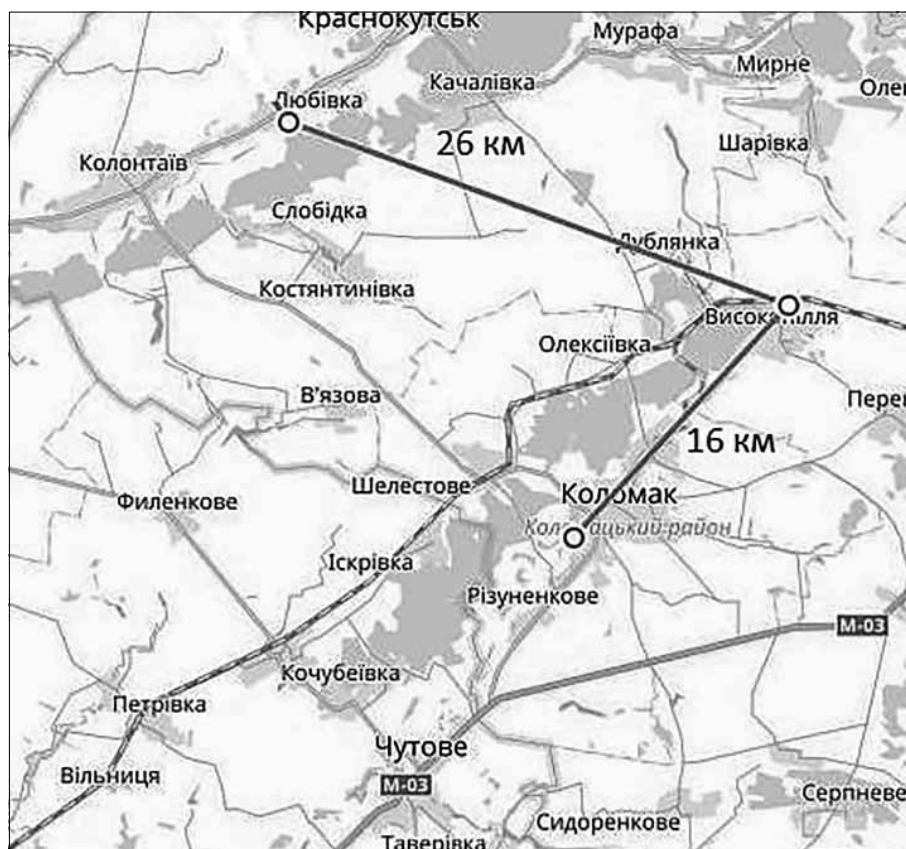 Краснокутськ
Мурафа
Мирне
Качалівка
Любівка
26 км
Шарівка
Колонтаїв
Слобідка
Дублянка
Костянтинівка
Олексіївка
В'язова
16 км
Шелестове
Коломак
Филенкове
Іскрівка
Різуненкове
М-03
Кочубеївка
Петрівка
Чутове
Вільниця
М-03
Серпневе
Сидоренкове
Таверівка